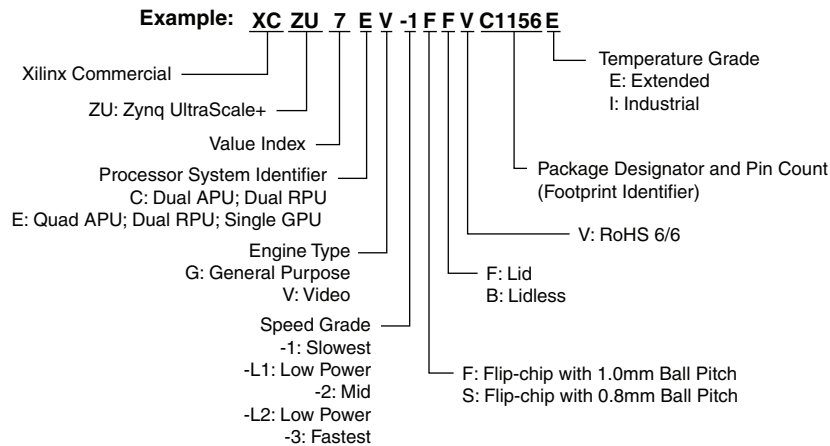 Example: XC ZU 7 E V -1 F F V C1156 E
Xilinx Commercial
ZU: Zynq UltraScale+
Value Index
Processor System Identifier
C: Dual APU; Dual RPU
E: Quad APU; Dual RPU; Single GPU
Engine Type
G: General Purpose
V: Video
Speed Grade
-1: Slowest
-L1: Low Power
-2: Mid
-L2: Low Power
-3: Fastest
Temperature Grade
E: Extended
I: Industrial
Package Designator and Pin Count
(Footprint Identifier)
V: RoHS 6/6
F: Lid
B: Lidless
F: Flip-chip with 1.0mm Ball Pitch
S: Flip-chip with 0.8mm Ball Pitch